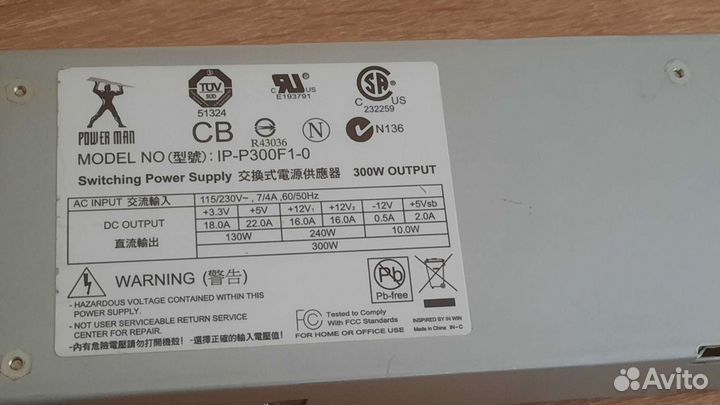 POWER MAN
TÜV
51324
C US
E193791
C US
232259
CB
R43036
N
N136
MODEL NO (型號): IP-P300F1-0
Switching Power Supply 交換式電源供應器 300W OUTPUT
AC INPUT 交流輸入 115/230V~, 7/4A ,60/50Hz
DC OUTPUT 直流輸出 +3.3V +5V +12V1 +12V2 -12V +5Vsb
18.0A 22.0A 16.0A 16.0A 0.5A 2.0A
130W 240W 10.0W
300W
WARNING (警告)
- HAZARDOUS VOLTAGE CONTAINED WITHIN THIS
POWER SUPPLY.
- NOT USER SERVICEABLE RETURN SERVICE
CENTER FOR REPAIR.
-內有危險電壓請勿打開機殼! -選擇正確的輸入電壓值!
FC Tested to Comply
With FCC Standards
FOR HOME OR OFFICE USE
Pb
Pb-free
INSPIRED BY IN WIN
Made in China IN-C
Avito